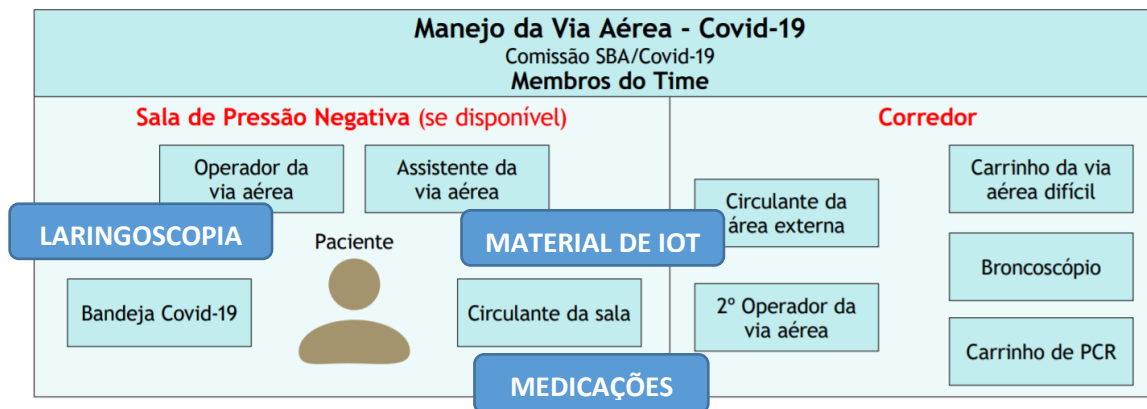 Manejo da Via Aérea - Covid-19
Comissão SBA/Covid-19
Membros do Time
Sala de Pressão Negativa (se disponível)
Operador da
via aérea
Assistente da
via aérea
LARINGOSCOPIA
Paciente
MATERIAL DE IOT
Bandeja Covid-19
Circulante da sala
MEDICAÇÕES
Corredor
Circulante da
área externa
2º Operador da
via aérea
Carrinho da via
aérea difícil
Broncoscópio
Carrinho de PCR